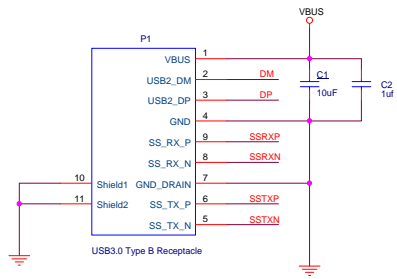 VBUS
P1
VBUS 1
USB2_DM 2 DM
USB2_DP 3 DP
GND 4
SS_RX_P 9 SSRXP
SS_RX_N 8 SSRXN
10 Shield1 GND_DRAIN 7
11 Shield2 SS_TX_P 6 SSTXP
SS_TX_N 5 SSTXN
USB3.0 Type B Receptacle
C1
10uF
C2
1uf